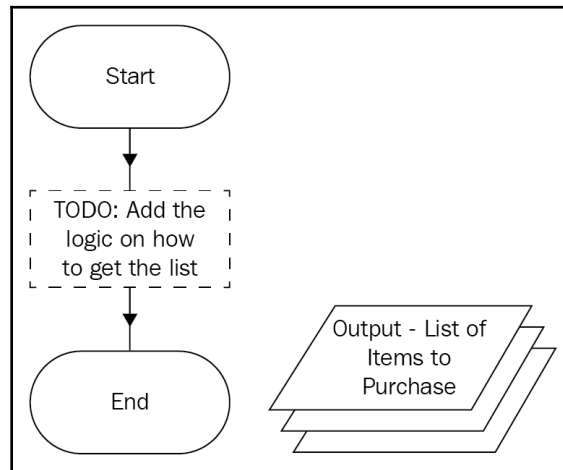 Start
TODO: Add the
logic on how
to get the list
Output - List of
Items to
Purchase
End